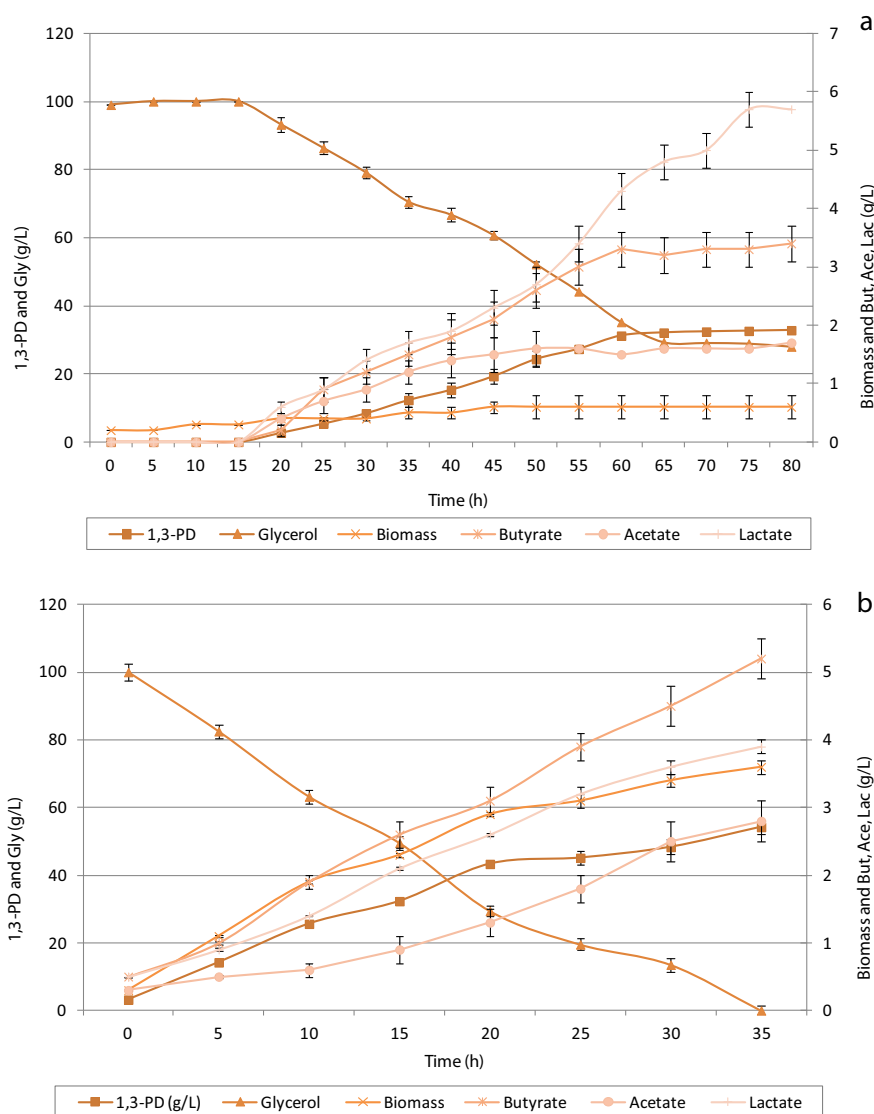 a
120 7
100 6
80 5
60 4
40 3
20 2
0 1
0
1,3-PD and Gly (g/L)
Biomass and But, Ace, Lac (g/L)
0 5 10 15 20 25 30 35 40 45 50 55 60 65 70 75 80
Time (h)
1,3-PD Glycerol Biomass Butyrate Acetate Lactate
b
120 6
100 5
80 4
60 3
40 2
20 1
0 0
1,3-PD and Gly (g/L)
Biomass and But, Ace, Lac (g/L)
0 5 10 15 20 25 30 35
Time (h)
1,3-PD (g/L) Glycerol Biomass Butyrate Acetate Lactate